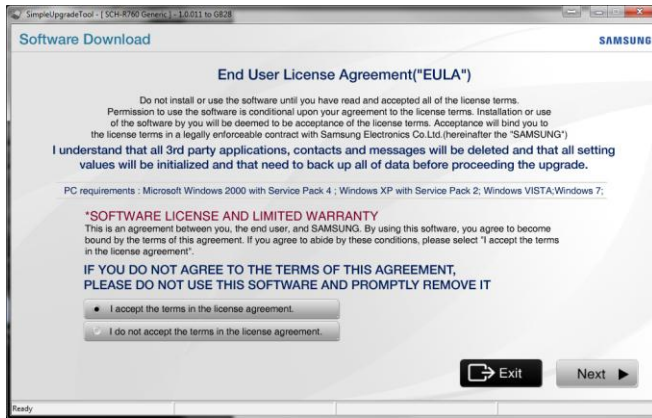 SimpleUpgradeTool - [ SCH-R760 Generic ] - 1.0.011 to GB28
Software Download
SAMSUNG
End User License Agreement("EULA")
Do not install or use the software until you have read and accepted all of the license terms.
Permission to use the software is conditional upon your agreement to the license terms. Installation or use
of the software by you will be deemed to be acceptance of the license terms. Acceptance will bind you to
the license terms in a legally enforceable contract with Samsung Electronics Co.Ltd.(hereinafter the "SAMSUNG")
I understand that all 3rd party applications, contacts and messages will be deleted and that all setting
values will be initialized and that need to back up all of data before proceeding the upgrade.
PC requirements : Microsoft Windows 2000 with Service Pack 4 ; Windows XP with Service Pack 2; Windows VISTA;Windows 7;
*SOFTWARE LICENSE AND LIMITED WARRANTY
This is an agreement between you, the end user, and SAMSUNG. By using this software, you agree to become
bound by the terms of this agreement. If you agree to abide by these conditions, please select "I accept the terms
in the license agreement".
IF YOU DO NOT AGREE TO THE TERMS OF THIS AGREEMENT,
PLEASE DO NOT USE THIS SOFTWARE AND PROMPTLY REMOVE IT
I accept the terms in the license agreement.
I do not accept the terms in the license agreement.
Exit
Next
Ready